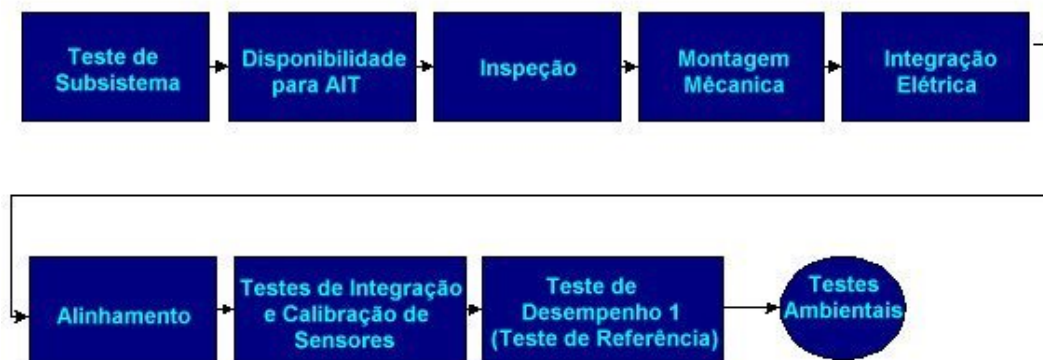 Teste de
Subsistema
Disponibilidade
para AIT
Inspeção
Montagem
Mêcanica
Integração
Elétrica
Alinhamento
Testes de Integração
e Calibração de
Sensores
Teste de
Desempenho 1
(Teste de Referência)
Testes
Ambientais